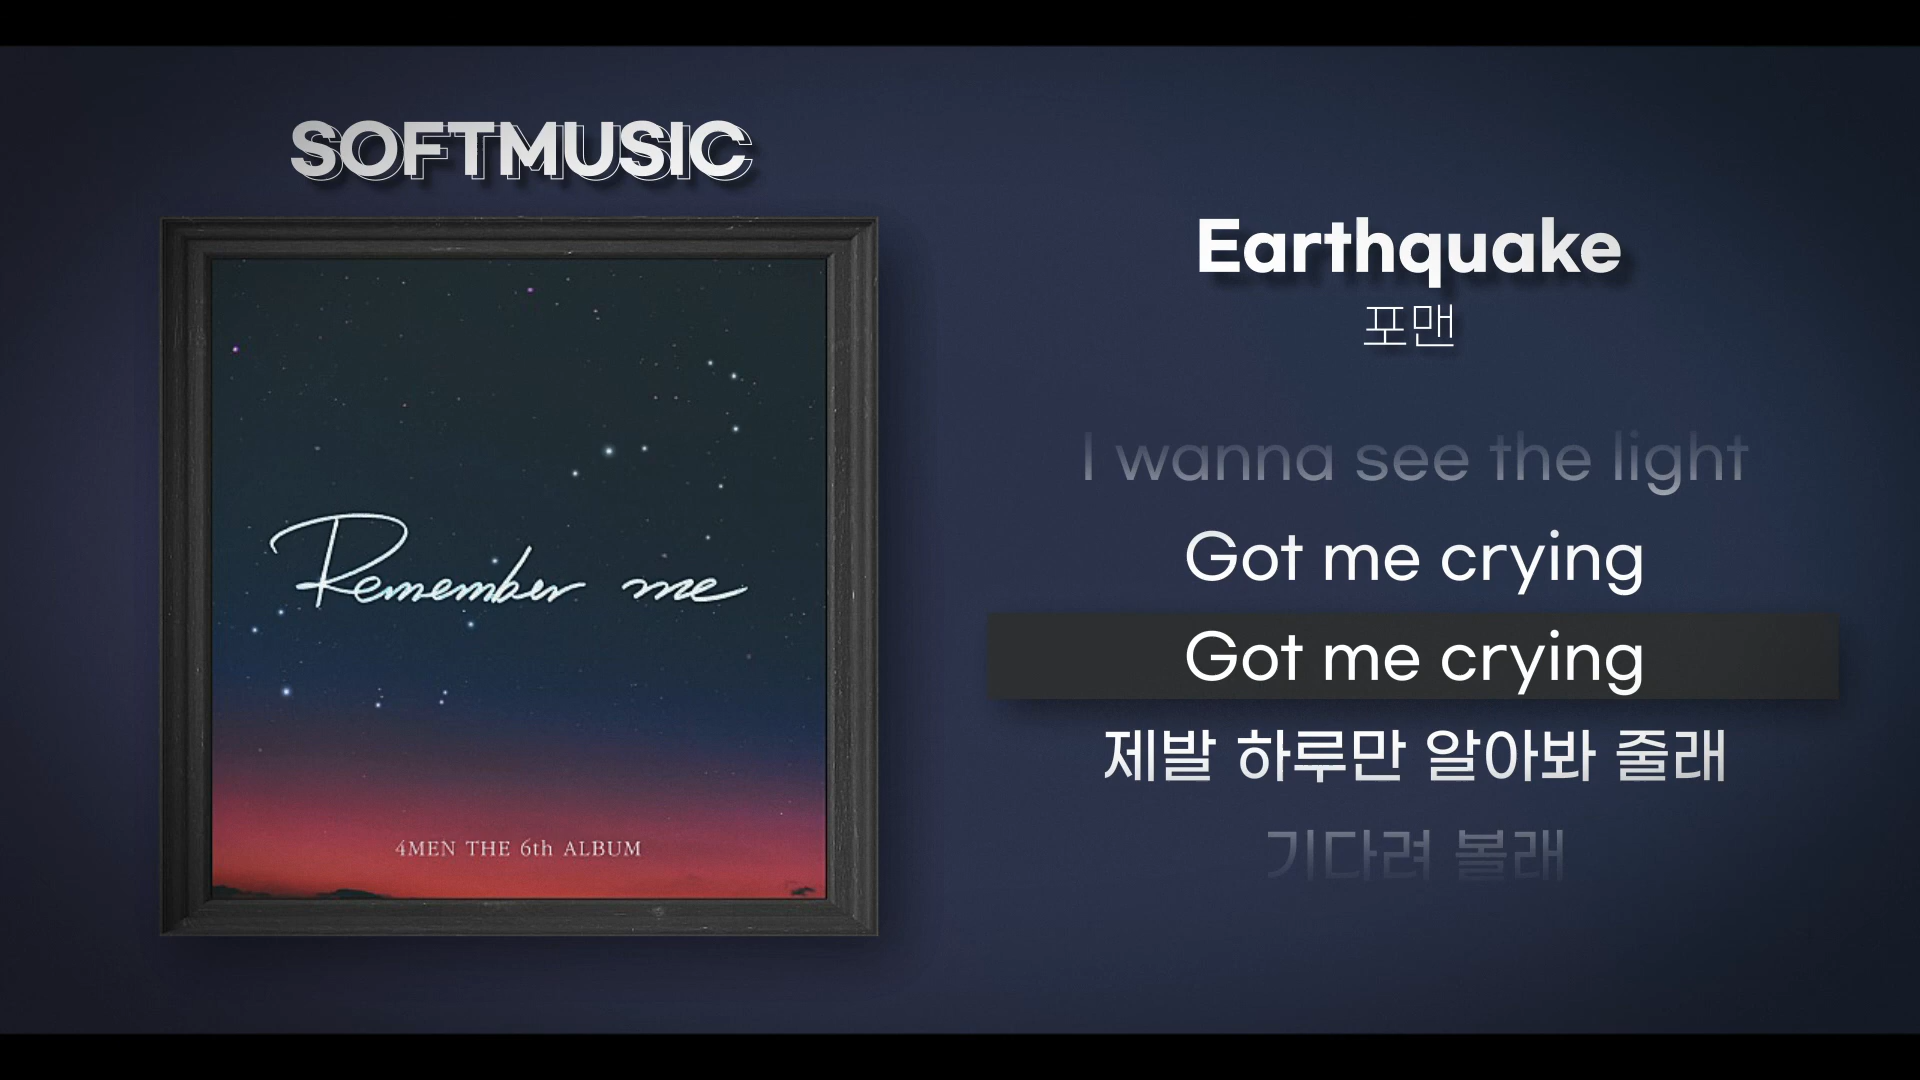 SOFTMUSIC
Remember me
4MEN THE 6th ALBUM
Earthquake
포맨
I wanna see the light
Got me crying
Got me crying
제발 하루만 알아봐 줄래
기다려 볼래